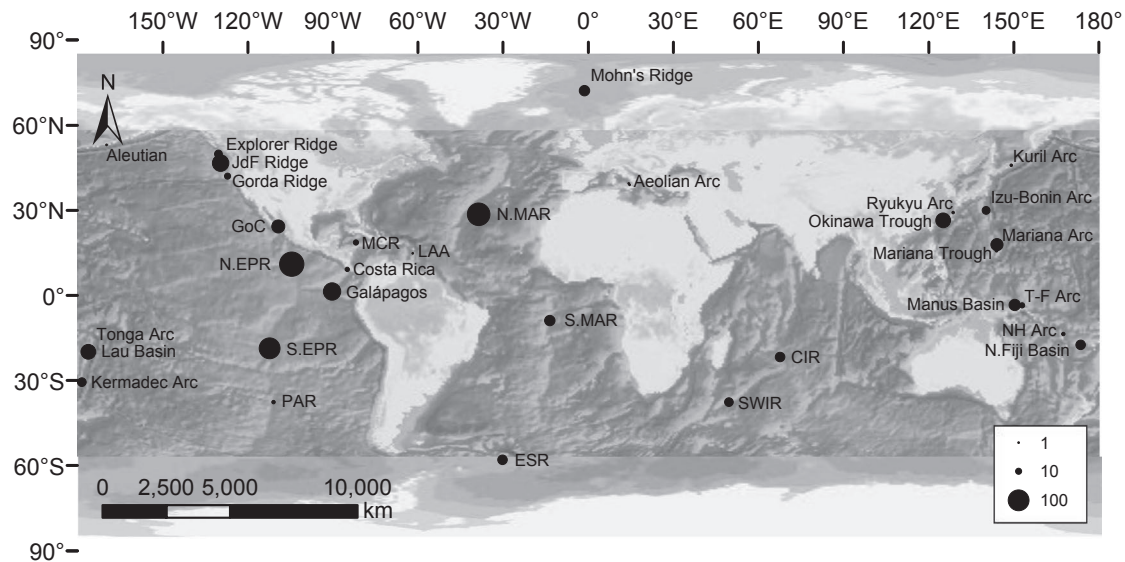 150°W 120°W 90°W 60°W 30°W 0° 30°E 60°E 90°E 120°E 150°E 180°
90°
N
Mohn's Ridge
60°N
Aleutian
Explorer Ridge
JdF Ridge
Gorda Ridge
Kuril Arc
Aeolian Arc
Ryukyu Arc
Izu-Bonin Arc
30°N
GoC
N.MAR
Okinawa Trough
MCR
LAA
Mariana Arc
Mariana Trough
N.EPR
Costa Rica
0°
Galápagos
Manus Basin
T-F Arc
S.MAR
Tonga Arc
Lau Basin
S.EPR
NH Arc
N.Fiji Basin
CIR
30°S
Kermadec Arc
PAR
SWIR
ESR
60°S
0 2,500 5,000 10,000
km
1
10
100
90°